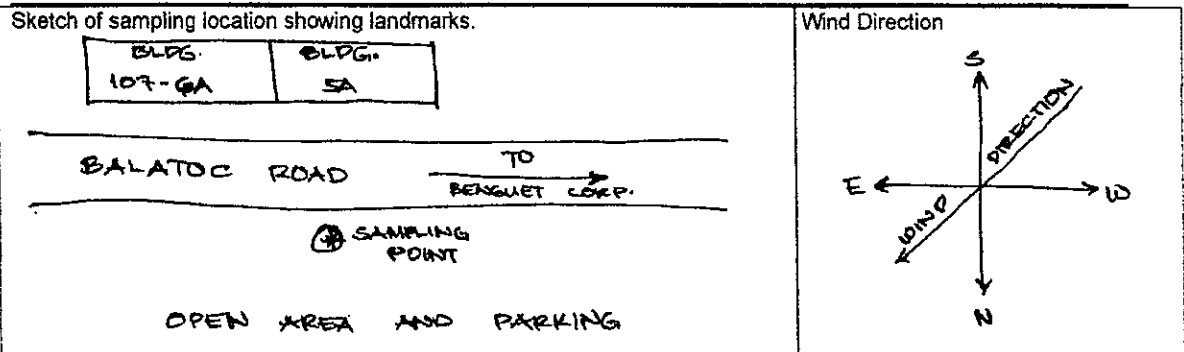 Sketch of sampling location showing landmarks.
BLDG.
107-GA
BLDG.
5A
BALATOC ROAD
TO
BENGUET CORP.
SAMPLING
POINT
OPEN AREA AND PARKING
Wind Direction
S
WIND DIRECTION
E
W
N